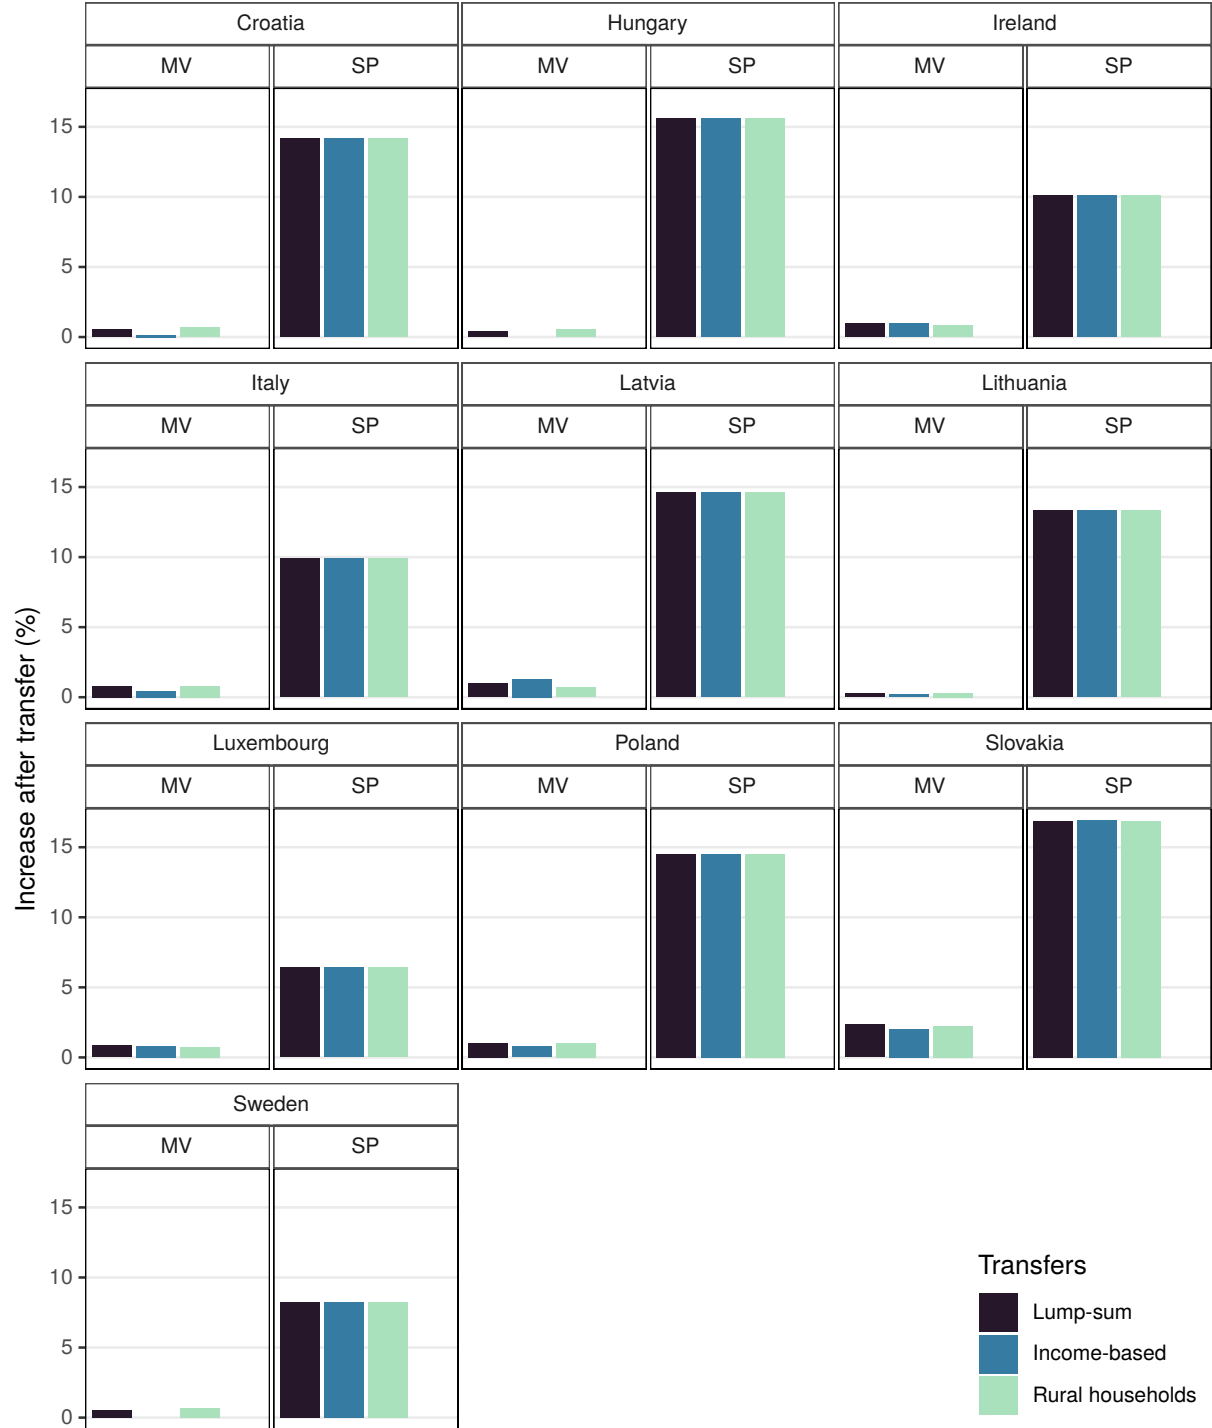 Croatia
Hungary
Ireland
MV
SP
MV
SP
MV
SP
15
10
5
0
Italy
Latvia
Lithuania
MV
SP
MV
SP
MV
SP
15
10
5
0
Increase after transfer (%)
Luxembourg
Poland
Slovakia
MV
SP
MV
SP
MV
SP
15
10
5
0
Sweden
MV
SP
15
10
5
0
Transfers
Lump-sum
Income-based
Rural households